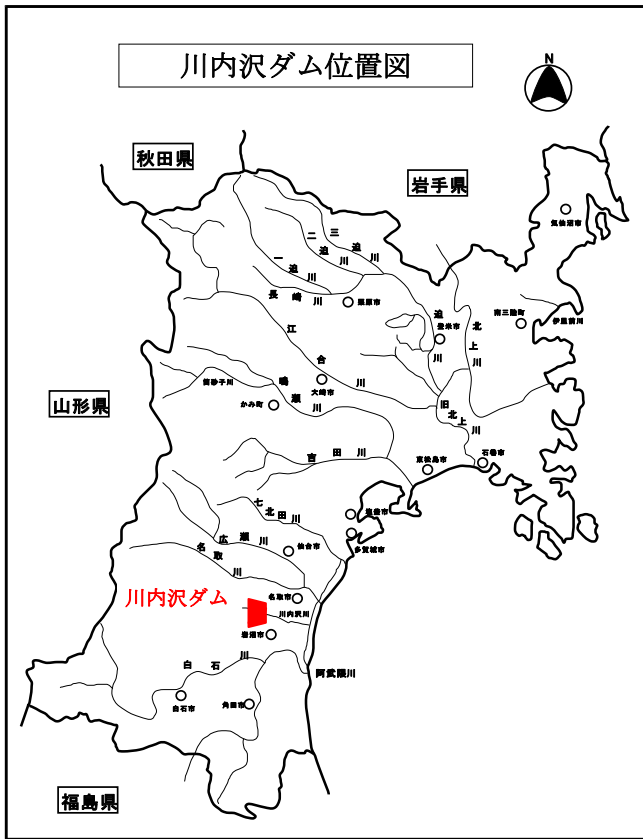 川内沢ダム位置図
N
秋田県
岩手県
気仙沼市
三迫川
二迫川
一迫川
長崎川
栗原市
迫川
登米市
北上川
南三陸町
伊里前川
江合川
鳴瀬川
大崎市
かみ町
旧北上川
山形県
吉田川
東松島市
石巻市
七北田川
塩釜市
多賀城市
広瀬川
仙台市
名取川
川内沢ダム
名取市
川内沢川
岩沼市
白石川
阿武隈川
白石市
角田市
福島県